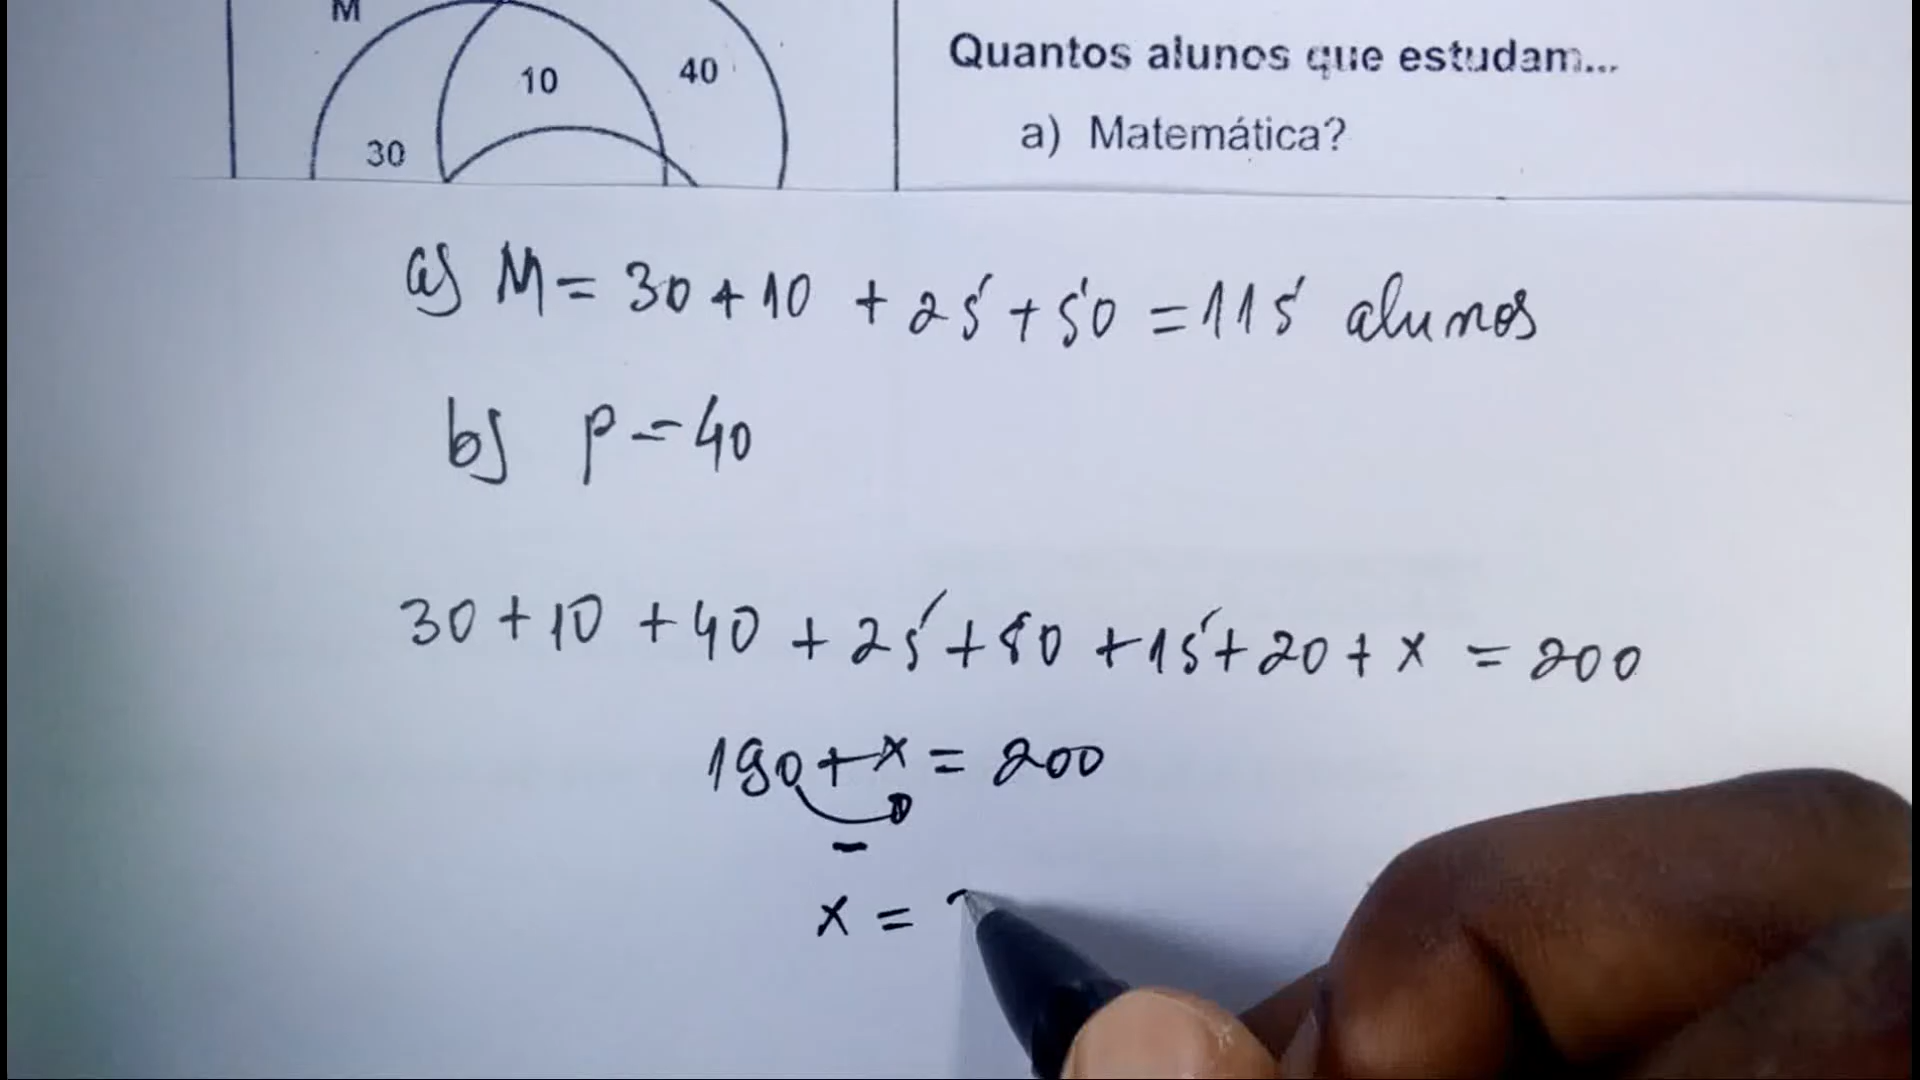 M
10
40
30
Quantos alunos que estudam...
a) Matemática?
a) M = 30 + 10 + 25 + 50 = 115 alunos
b) P = 40
30 + 10 + 40 + 25 + 50 + 15 + 20 + x = 200
190 + x = 200
-
x =